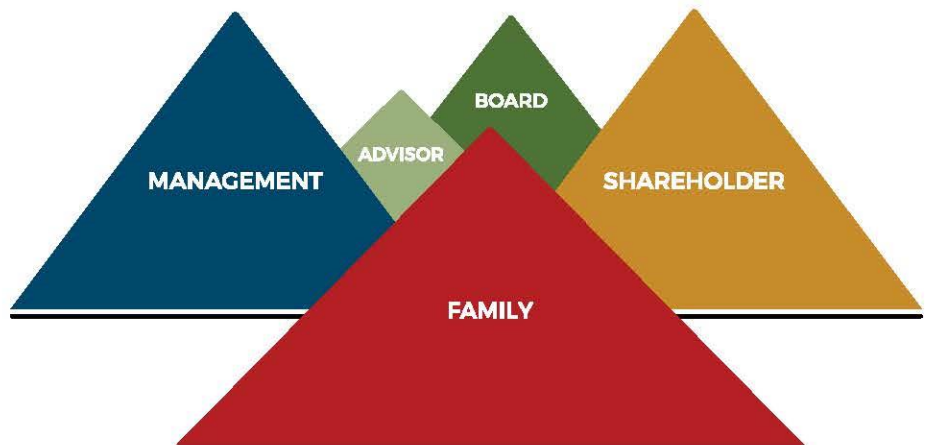 BOARD
ADVISOR
MANAGEMENT
SHAREHOLDER
FAMILY